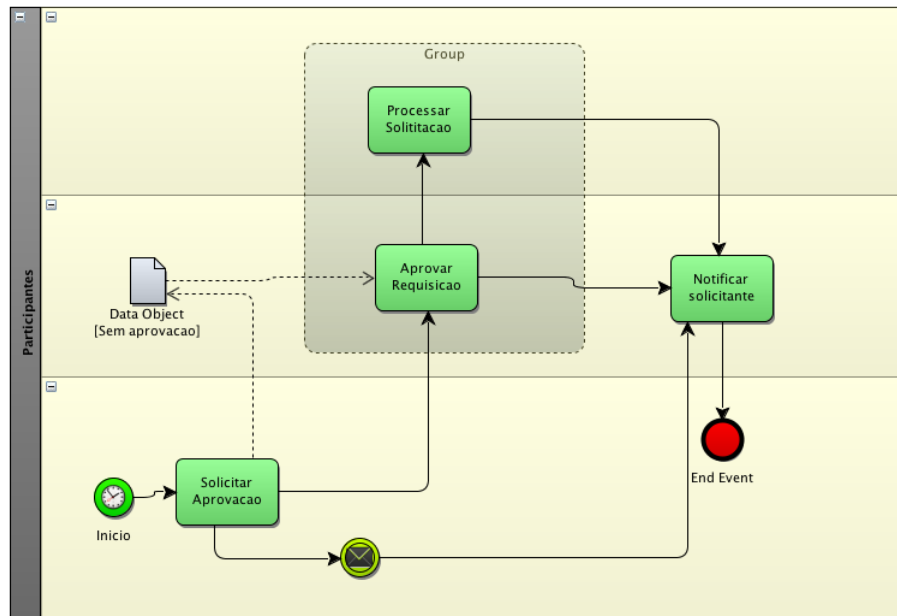 Participantes
Group
Processar
Solititacao
Aprovar
Requisicao
Notificar
solicitante
Data Object
[Sem aprovacao]
Solicitar
Aprovacao
Inicio
End Event